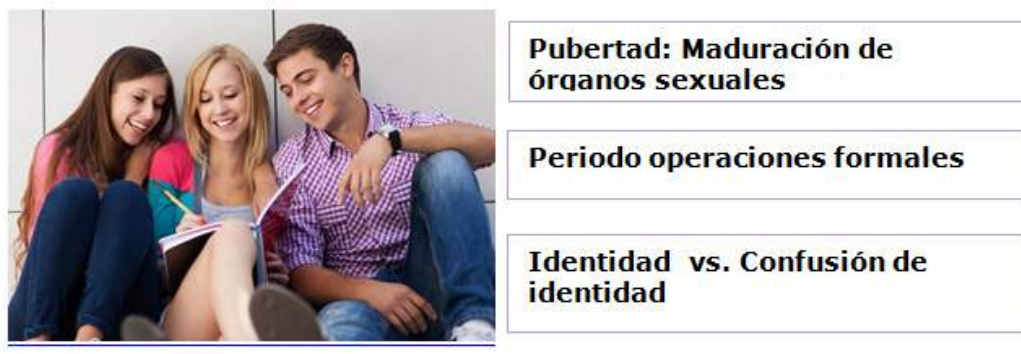 Pubertad: Maduración de
órganos sexuales
Periodo operaciones formales
Identidad vs. Confusión de
identidad